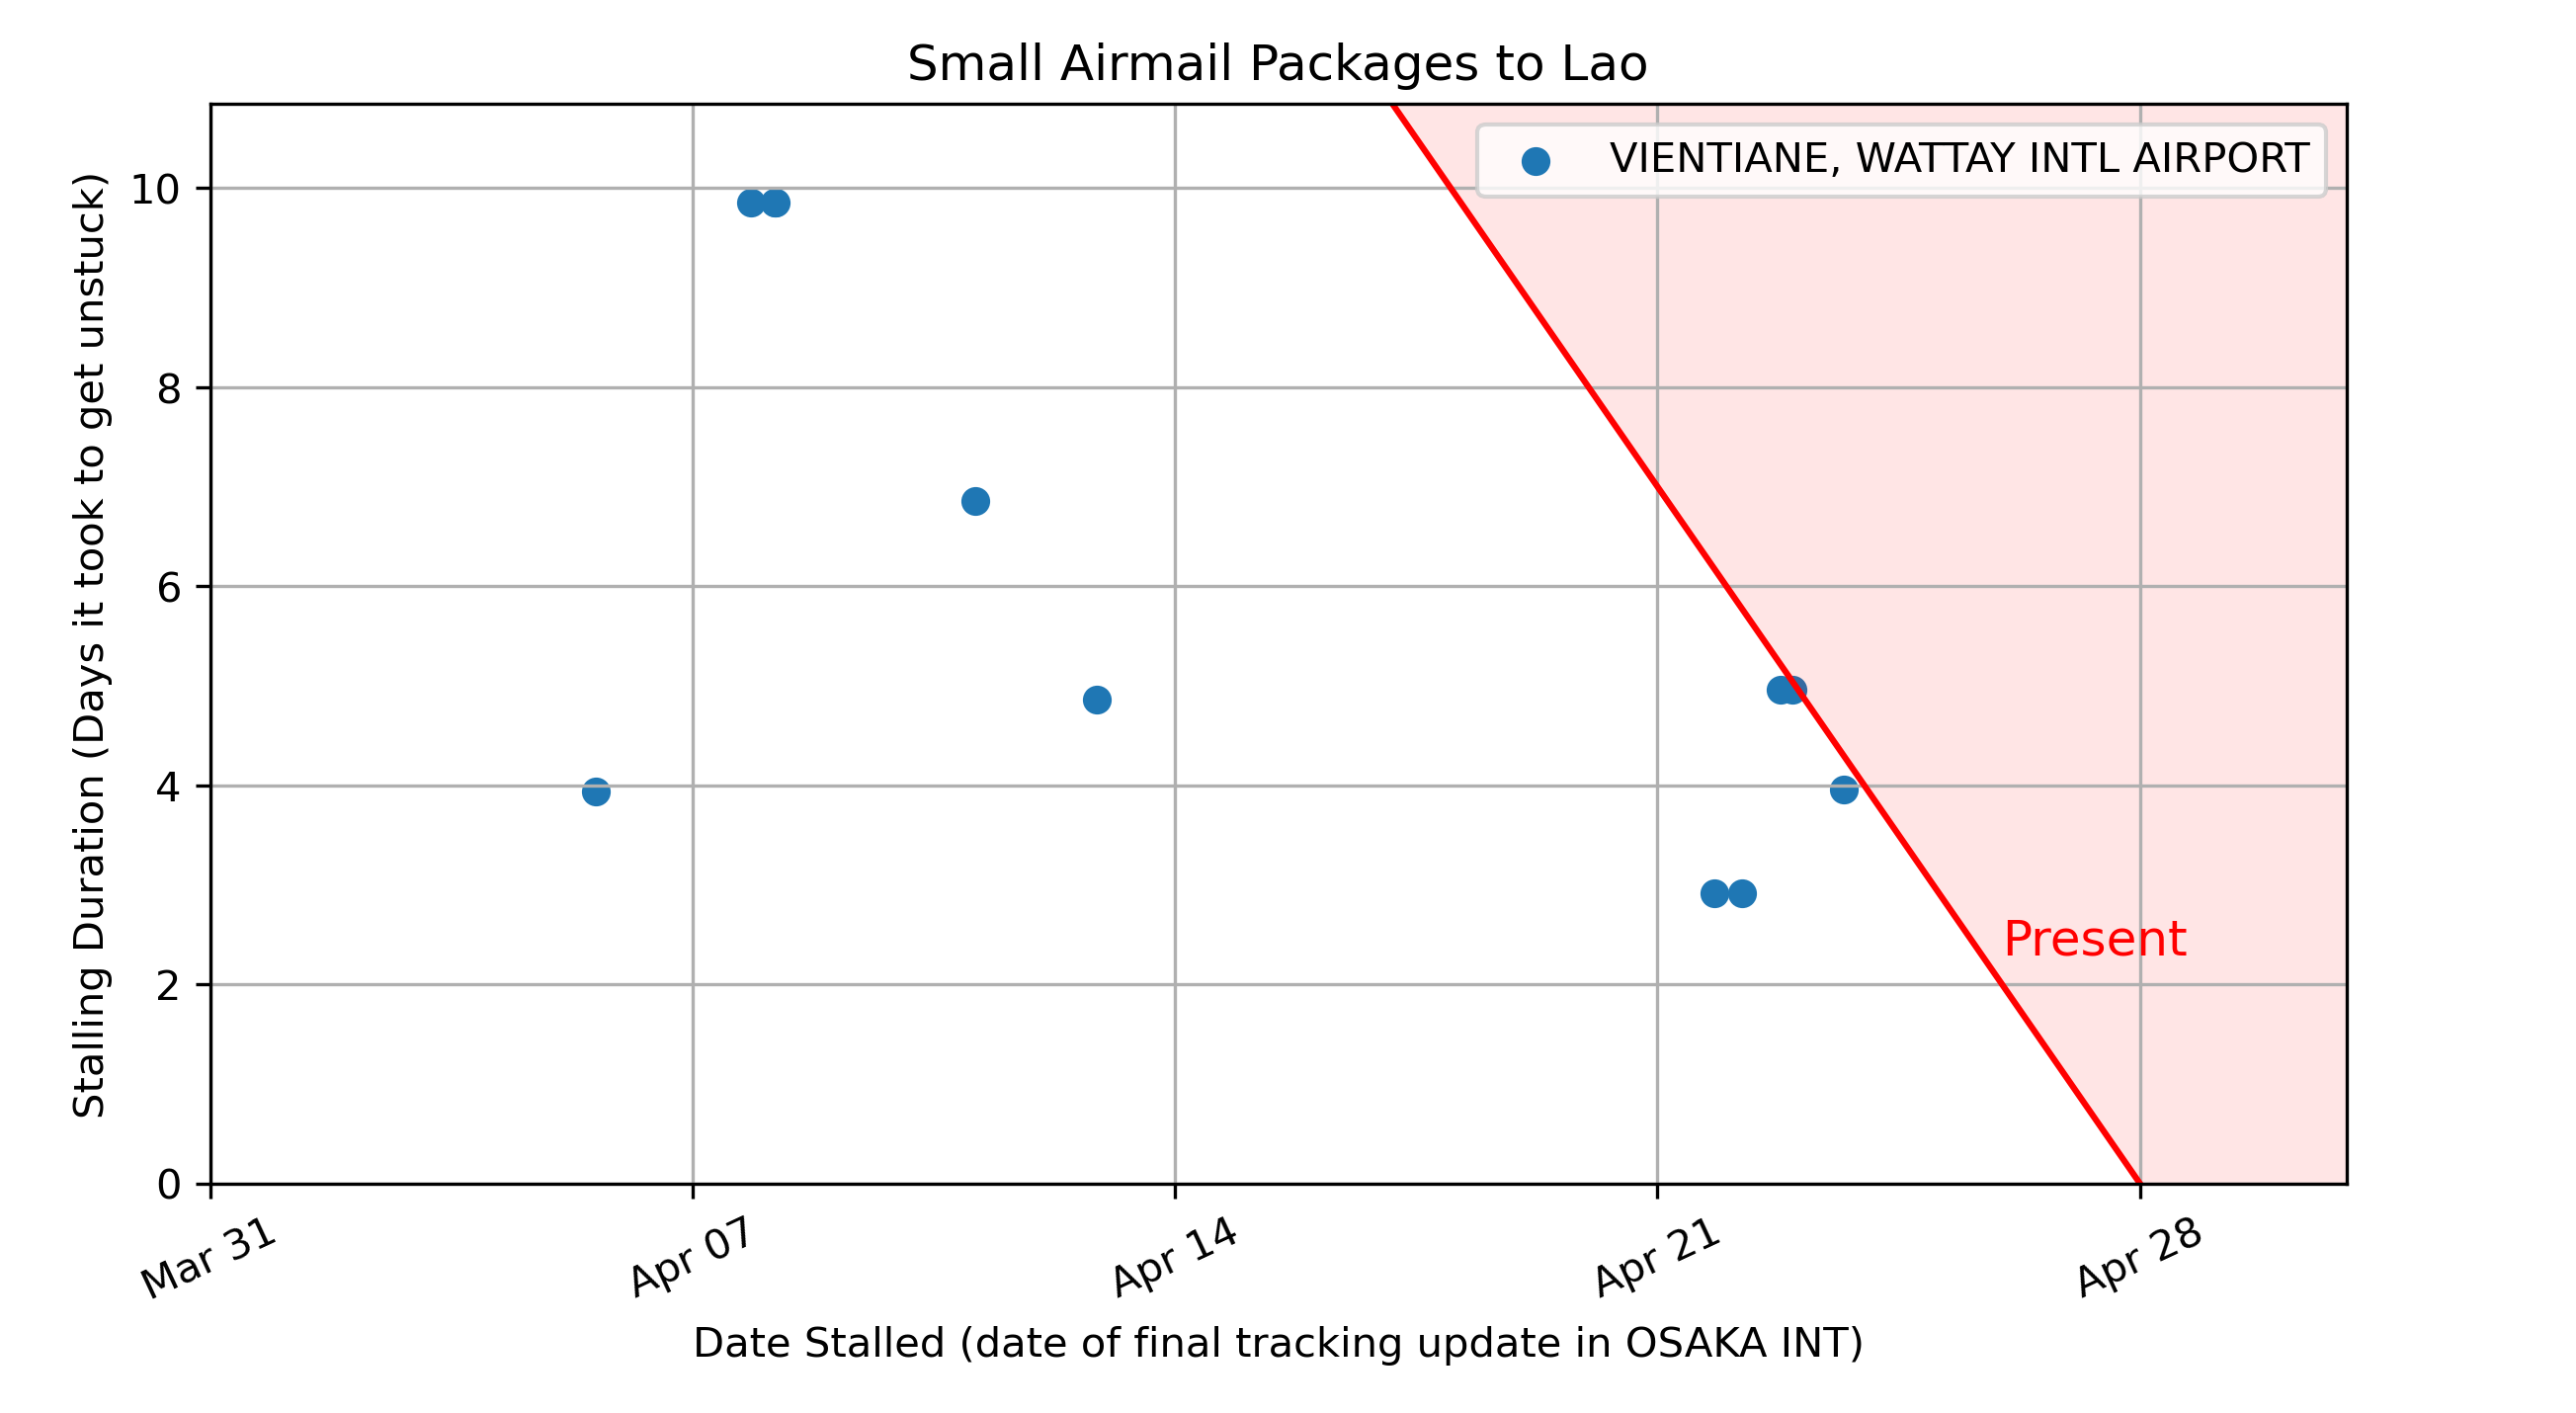 Small Airmail Packages to Lao
VIENTIANE, WATTAY INTL AIRPORT
Stalling Duration (Days it took to get unstuck)
10
8
6
4
2
0
Present
Mar 31
Apr 07
Apr 14
Apr 21
Apr 28
Date Stalled (date of final tracking update in OSAKA INT)